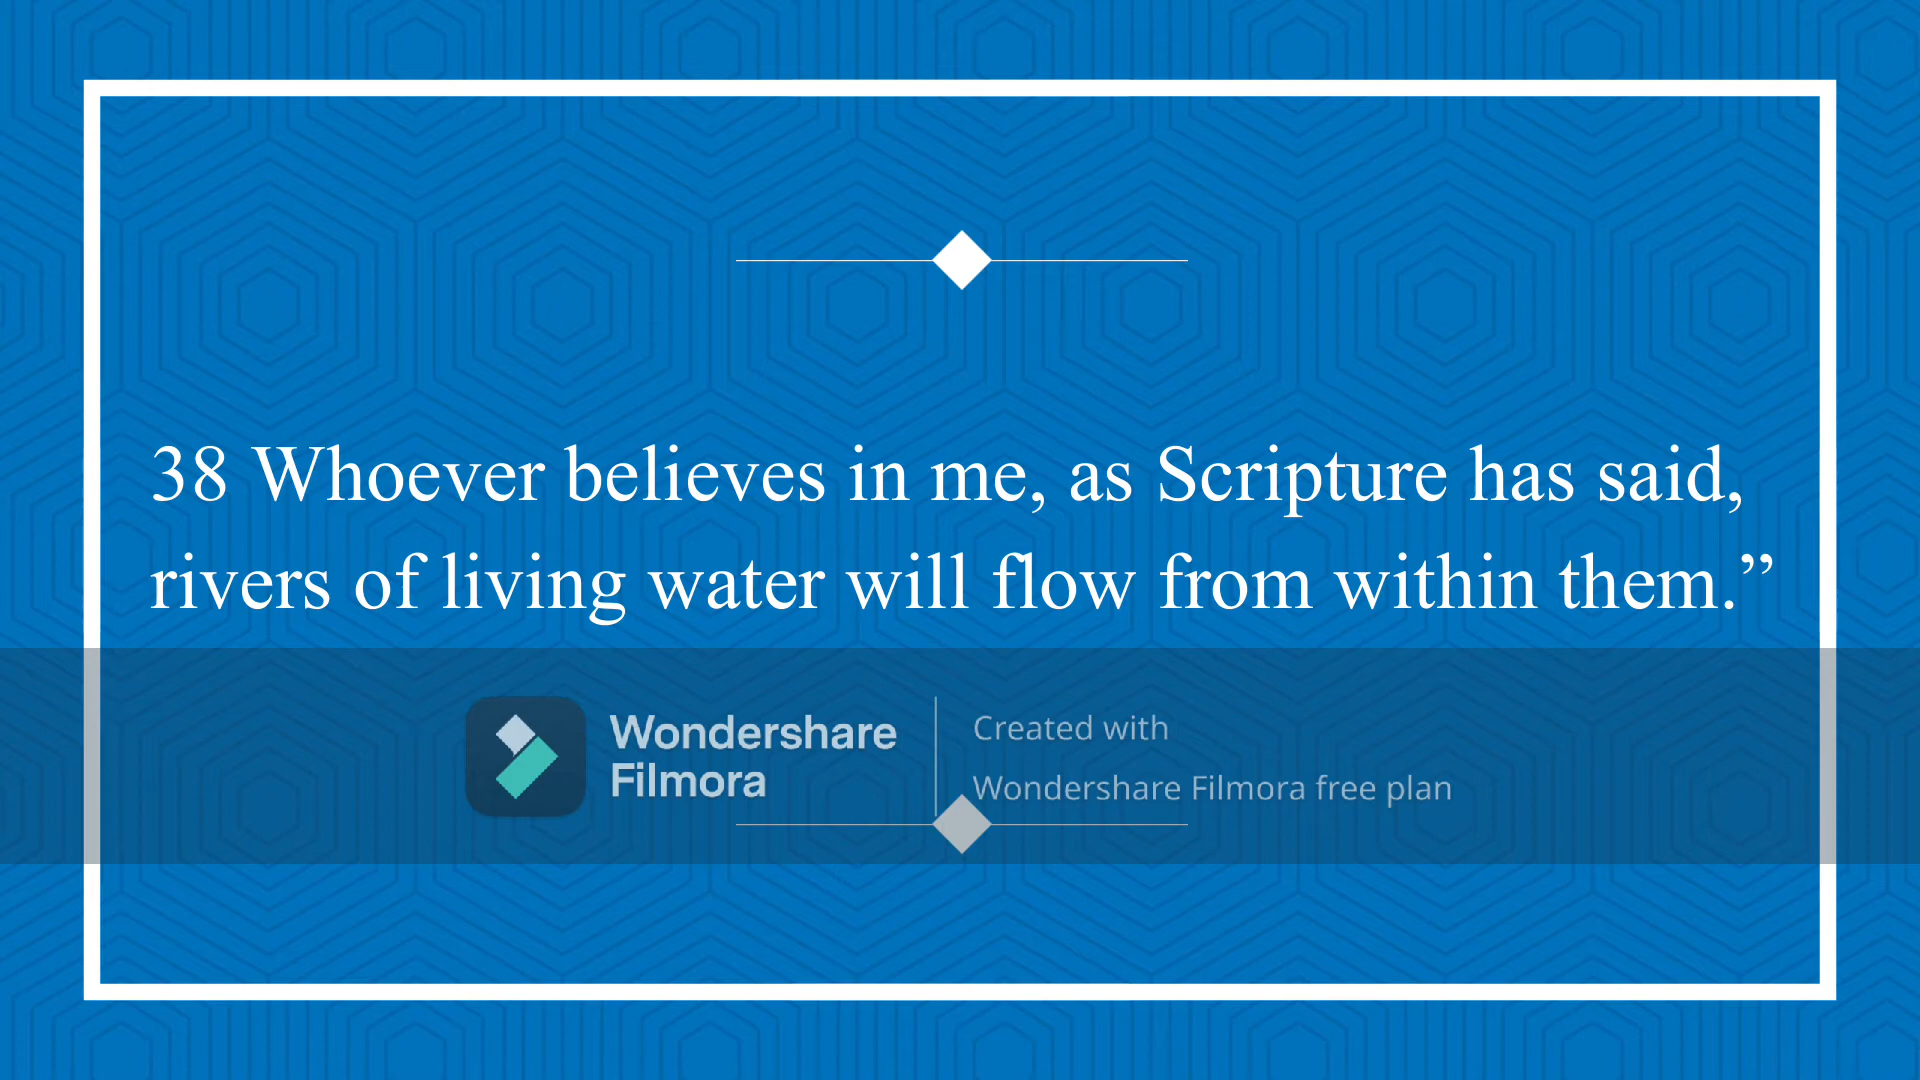 38 Whoever believes in me, as Scripture has said,
rivers of living water will flow from within them.”
Wondershare
Filmora
Created with
Wondershare Filmora free plan